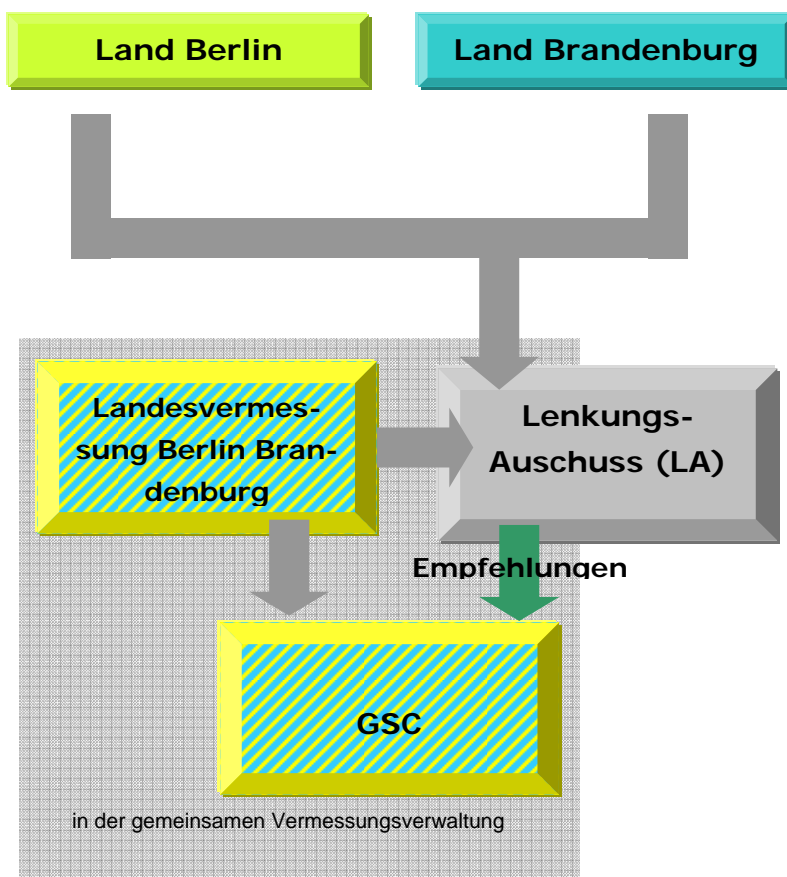 Land Berlin
Land Brandenburg
Landesvermes-
sung Berlin Bran-
denburg
Lenkungs-
Auschuss (LA)
Empfehlungen
GSC
in der gemeinsamen Vermessungsverwaltung